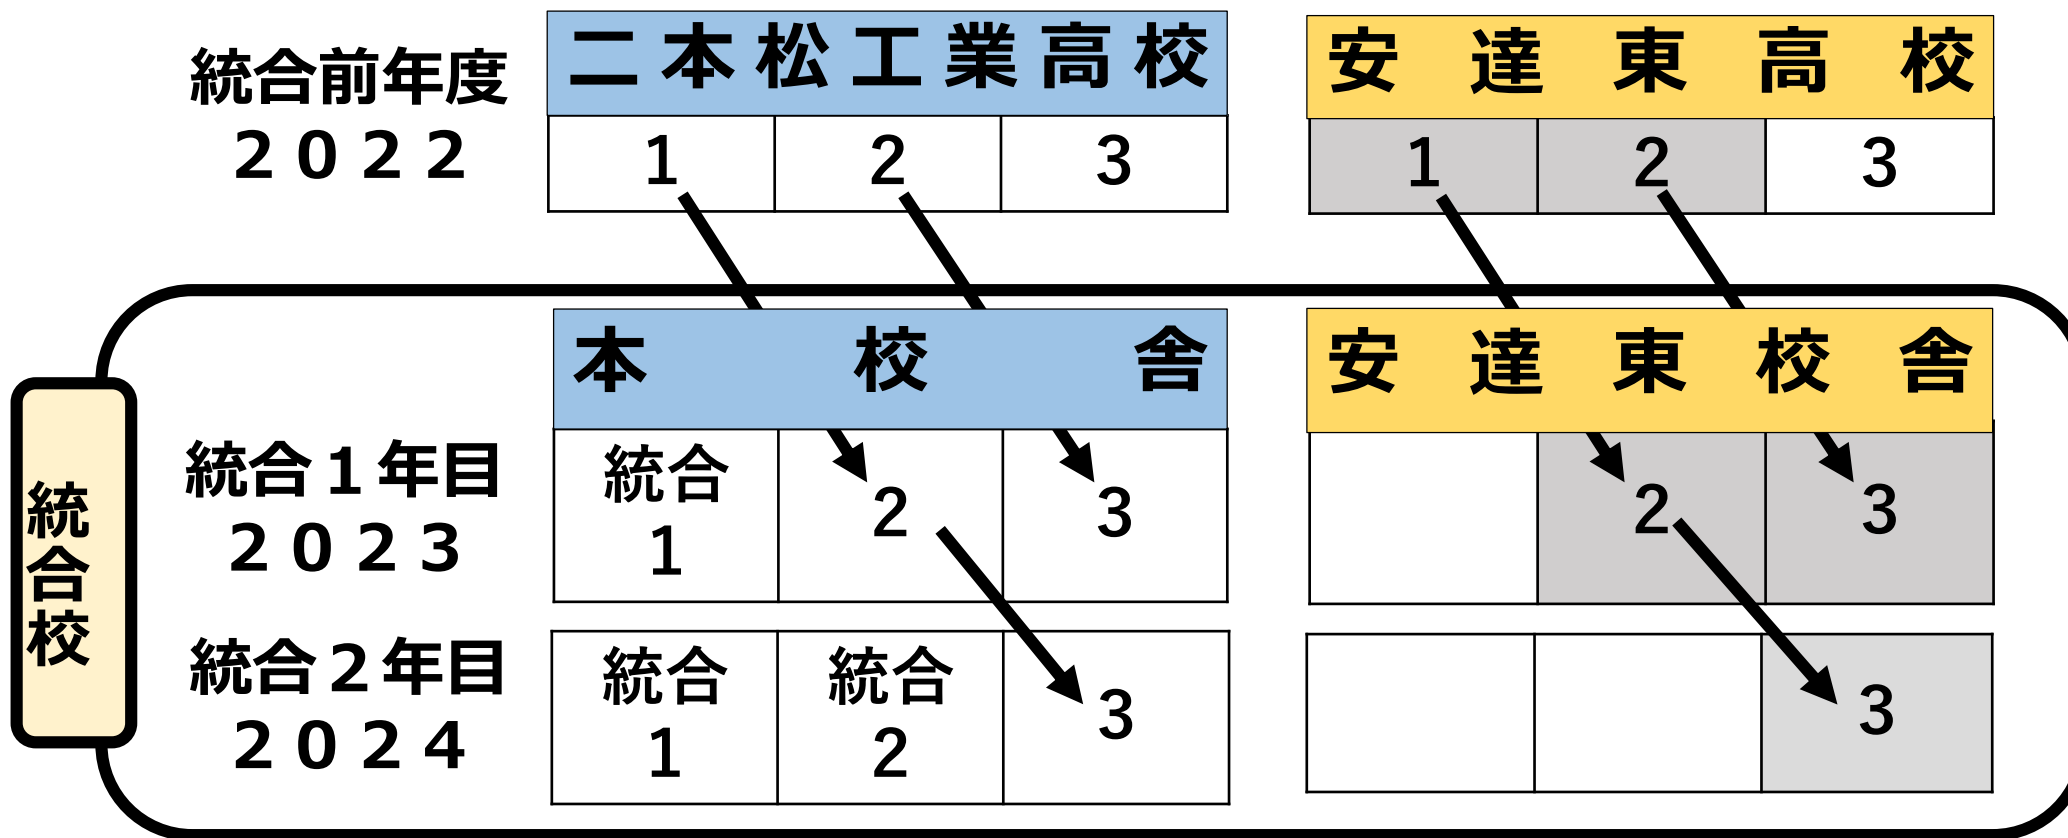 統合前年度
２０２２
二本松工業高校
1 2 3
安達東高校
1 2 3
統合校
本校舎
安達東校舎
統合１年目
２０２３
統合
1 2 3
2 3
統合２年目
２０２４
統合 統合
1 2 3
3